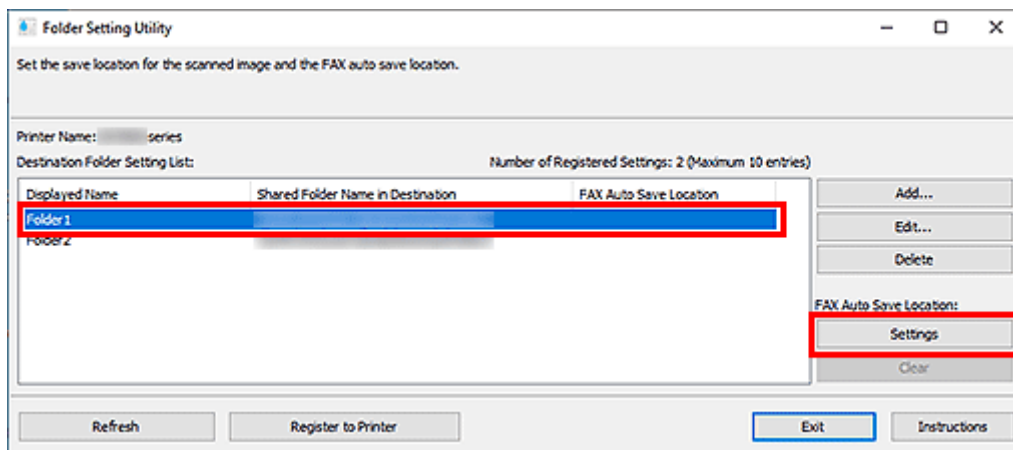 Folder Setting Utility
Set the save location for the scanned image and the FAX auto save location.
Printer Name: series
Destination Folder Setting List: Number of Registered Settings: 2 (Maximum 10 entries)
Displayed Name Shared Folder Name in Destination FAX Auto Save Location
Folder1
Folder2
Add...
Edit...
Delete
FAX Auto Save Location:
Settings
Clear
Refresh Register to Printer Exit Instructions